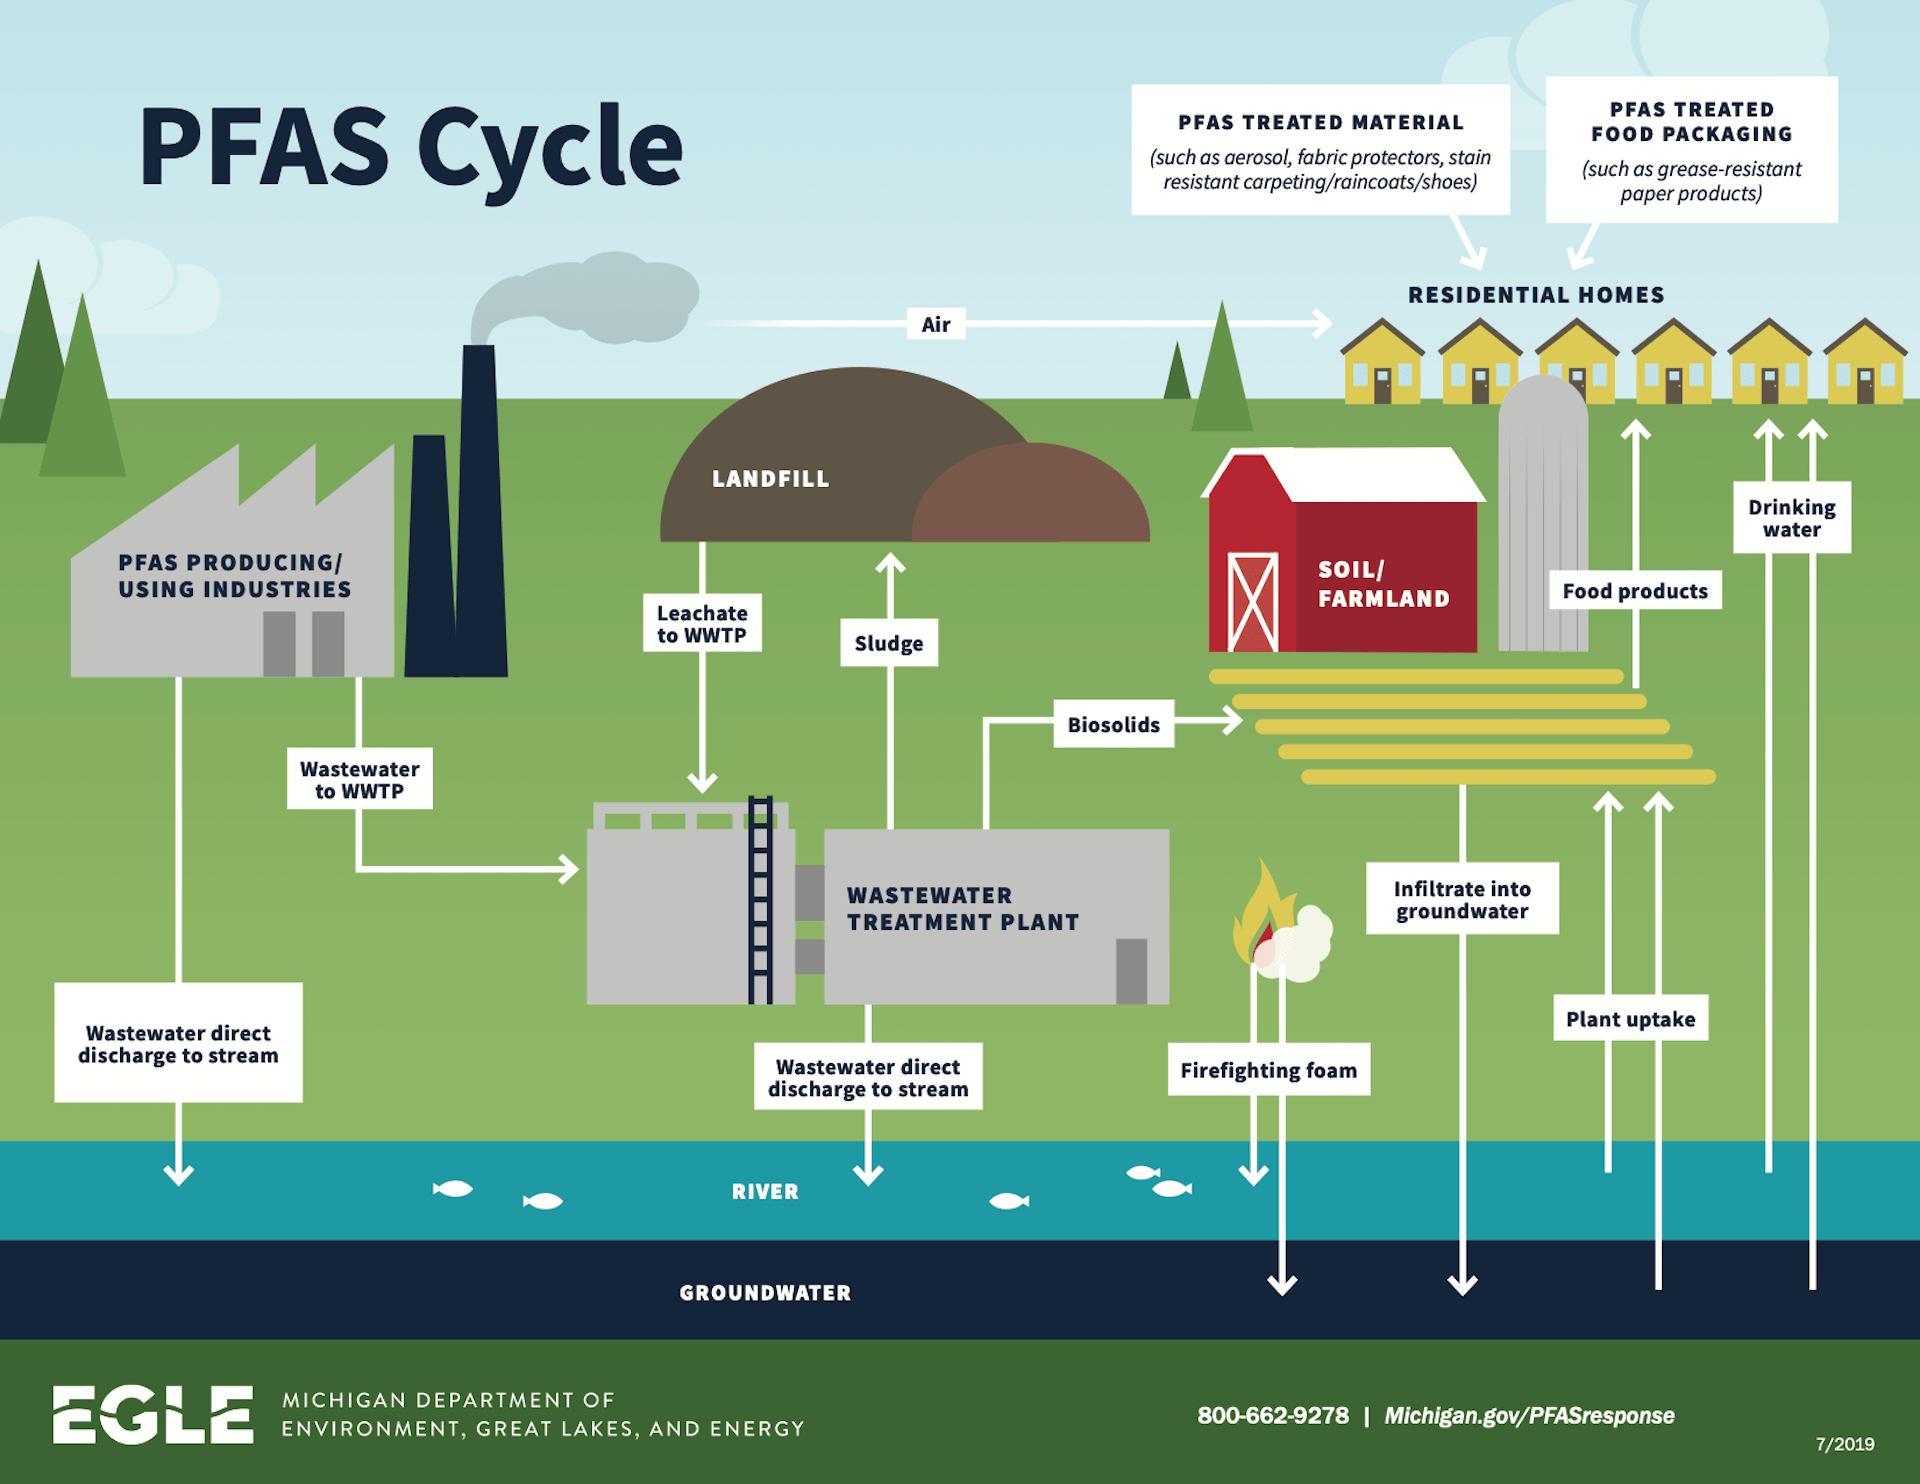 PFAS Cycle
PFAS TREATED MATERIAL
(such as aerosol, fabric protectors, stain
resistant carpeting/raincoats/shoes)
PFAS TREATED
FOOD PACKAGING
(such as grease-resistant
paper products)
RESIDENTIAL HOMES
Air
LANDFILL
PFAS PRODUCING/
USING INDUSTRIES
Leachate
to WWTP
Sludge
SOIL/
FARMLAND
Food products
Drinking
water
Biosolids
Wastewater
to WWTP
WASTEWATER
TREATMENT PLANT
Infiltrate into
groundwater
Plant uptake
Wastewater direct
discharge to stream
Wastewater direct
discharge to stream
Firefighting foam
RIVER
GROUNDWATER
EGLE
MICHIGAN DEPARTMENT OF
ENVIRONMENT, GREAT LAKES, AND ENERGY
800-662-9278 | Michigan.gov/PFASresponse
7/2019